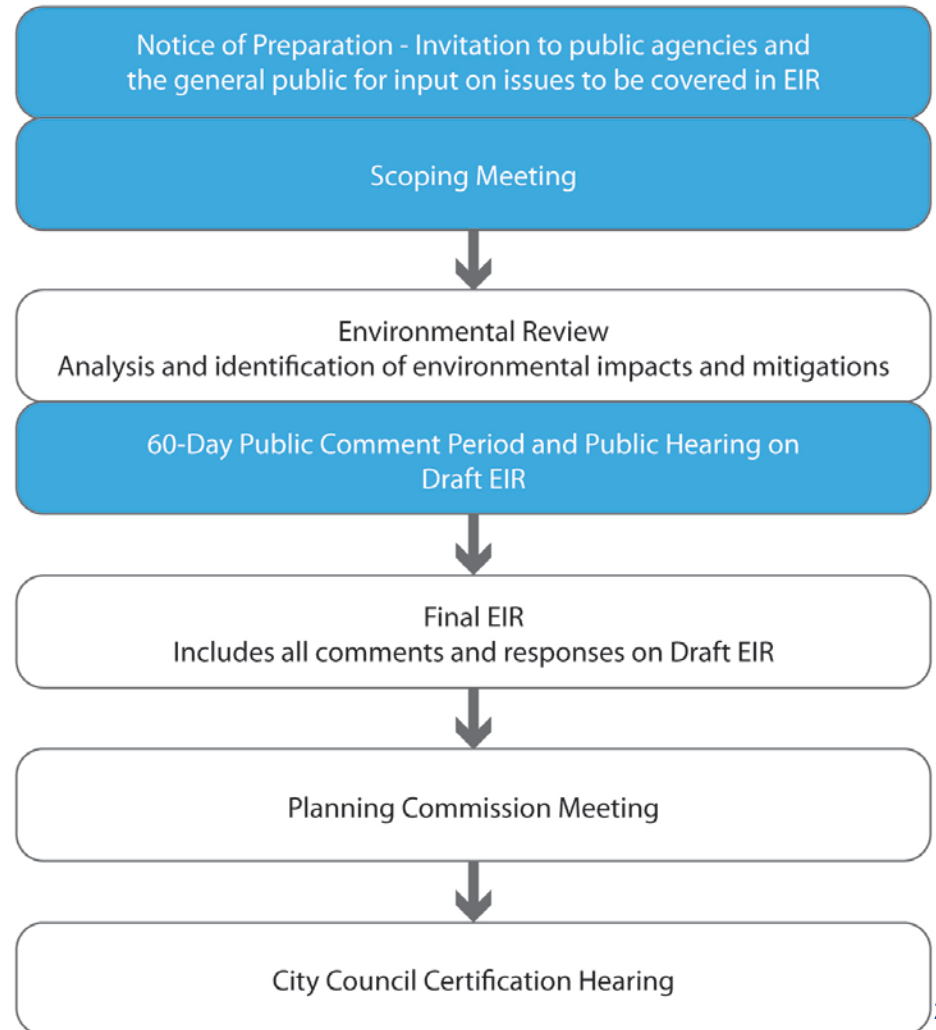 Notice of Preparation - Invitation to public agencies and
the general public for input on issues to be covered in EIR
Scoping Meeting
Environmental Review
Analysis and identification of environmental impacts and mitigations
60-Day Public Comment Period and Public Hearing on
Draft EIR
Final EIR
Includes all comments and responses on Draft EIR
Planning Commission Meeting
City Council Certification Hearing